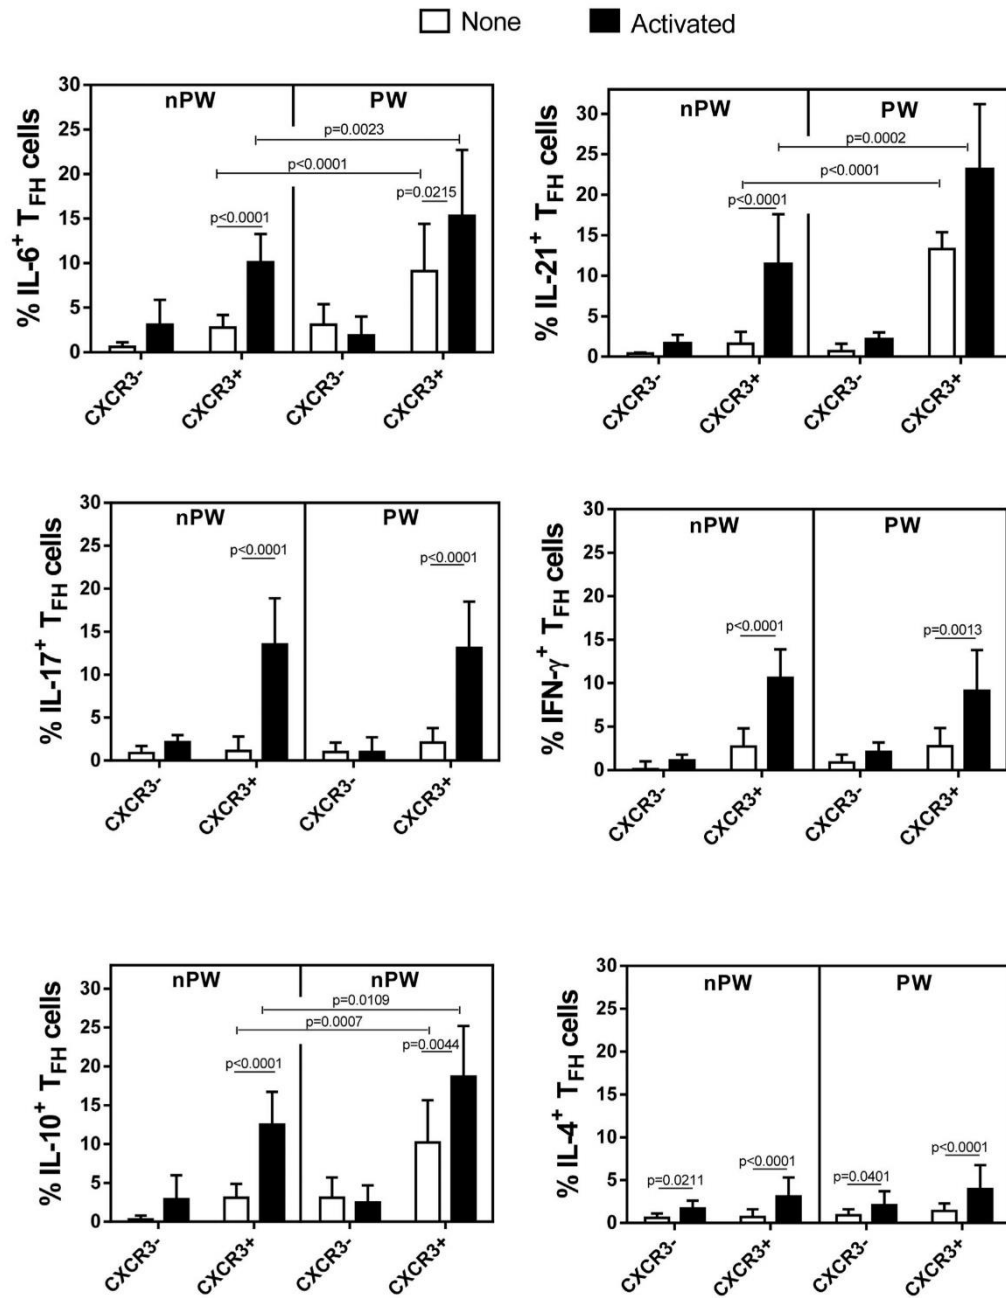 None Activated
% IL-6+ TFH cells
30
25
20
15
10
5
0
nPW PW
p=0.0023
p<0.0001
p<0.0001
p=0.0215
CXCR3- CXCR3+ CXCR3- CXCR3+
% IL-21+ TFH cells
30
25
20
15
10
5
0
nPW PW
p=0.0002
<0.0001
p<0.0001
CXCR3- CXCR3+ CXCR3- CXCR3+
% IL-17+ TFH cells
30
25
20
15
10
5
0
nPW PW
p<0.0001 p<0.0001
CXCR3- CXCR3+ CXCR3- CXCR3+
% IFN-γ+ TFH cells
30
25
20
15
10
5
0
nPW PW
p<0.0001 p=0.0013
CXCR3- CXCR3+ CXCR3- CXCR3+
% IL-10+ TFH cells
30
25
20
15
10
5
0
nPW nPW
p=0.0109
p=0.0007
p<0.0001 p=0.0044
CXCR3- CXCR3+ CXCR3- CXCR3+
% IL-4+ TFH cells
30
25
20
15
10
5
0
nPW PW
p=0.0211 p<0.0001 p=0.0401 p<0.0001
CXCR3- CXCR3+ CXCR3- CXCR3+